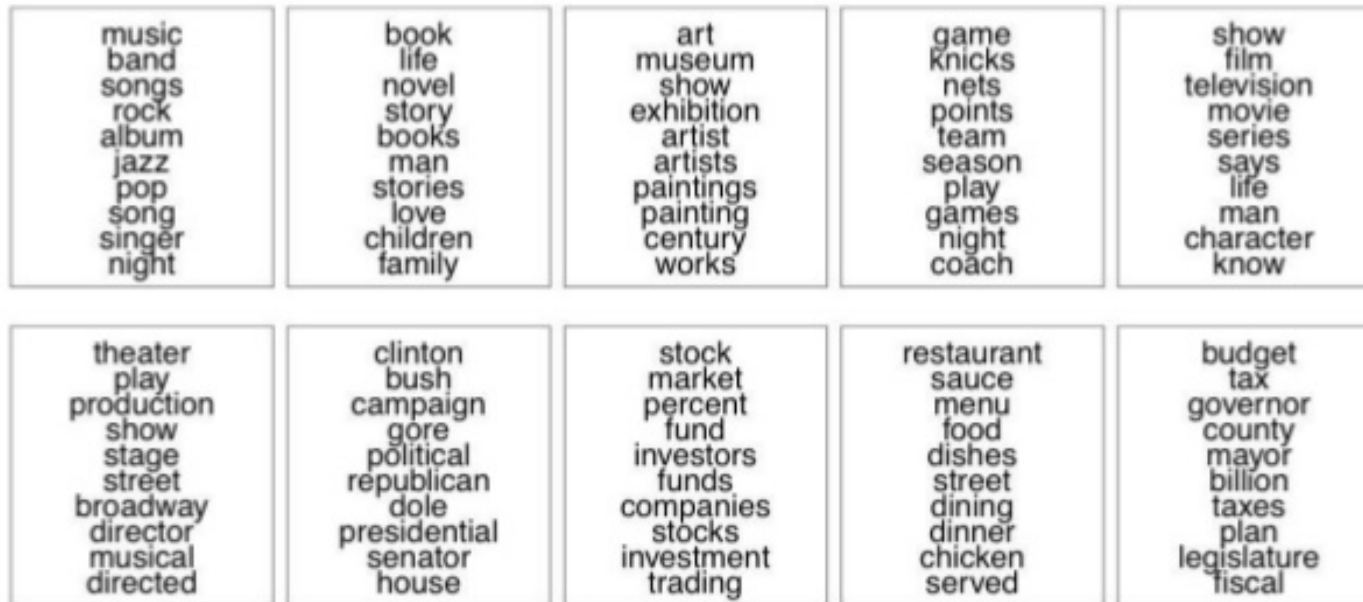 music
band
songs
rock
album
jazz
pop
song
singer
night
book
life
novel
story
books
man
stories
love
children
family
art
museum
show
exhibition
artist
artists
paintings
painting
century
works
game
knicks
nets
points
team
season
play
games
night
coach
show
film
television
movie
series
says
life
man
character
know
theater
play
production
show
stage
street
broadway
director
musical
directed
clinton
bush
campaign
gore
political
republican
dole
presidential
senator
house
stock
market
percent
fund
investors
funds
companies
stocks
investment
trading
restaurant
sauce
menu
food
dishes
street
dining
dinner
chicken
served
budget
tax
governor
county
mayor
billion
taxes
plan
legislature
fiscal